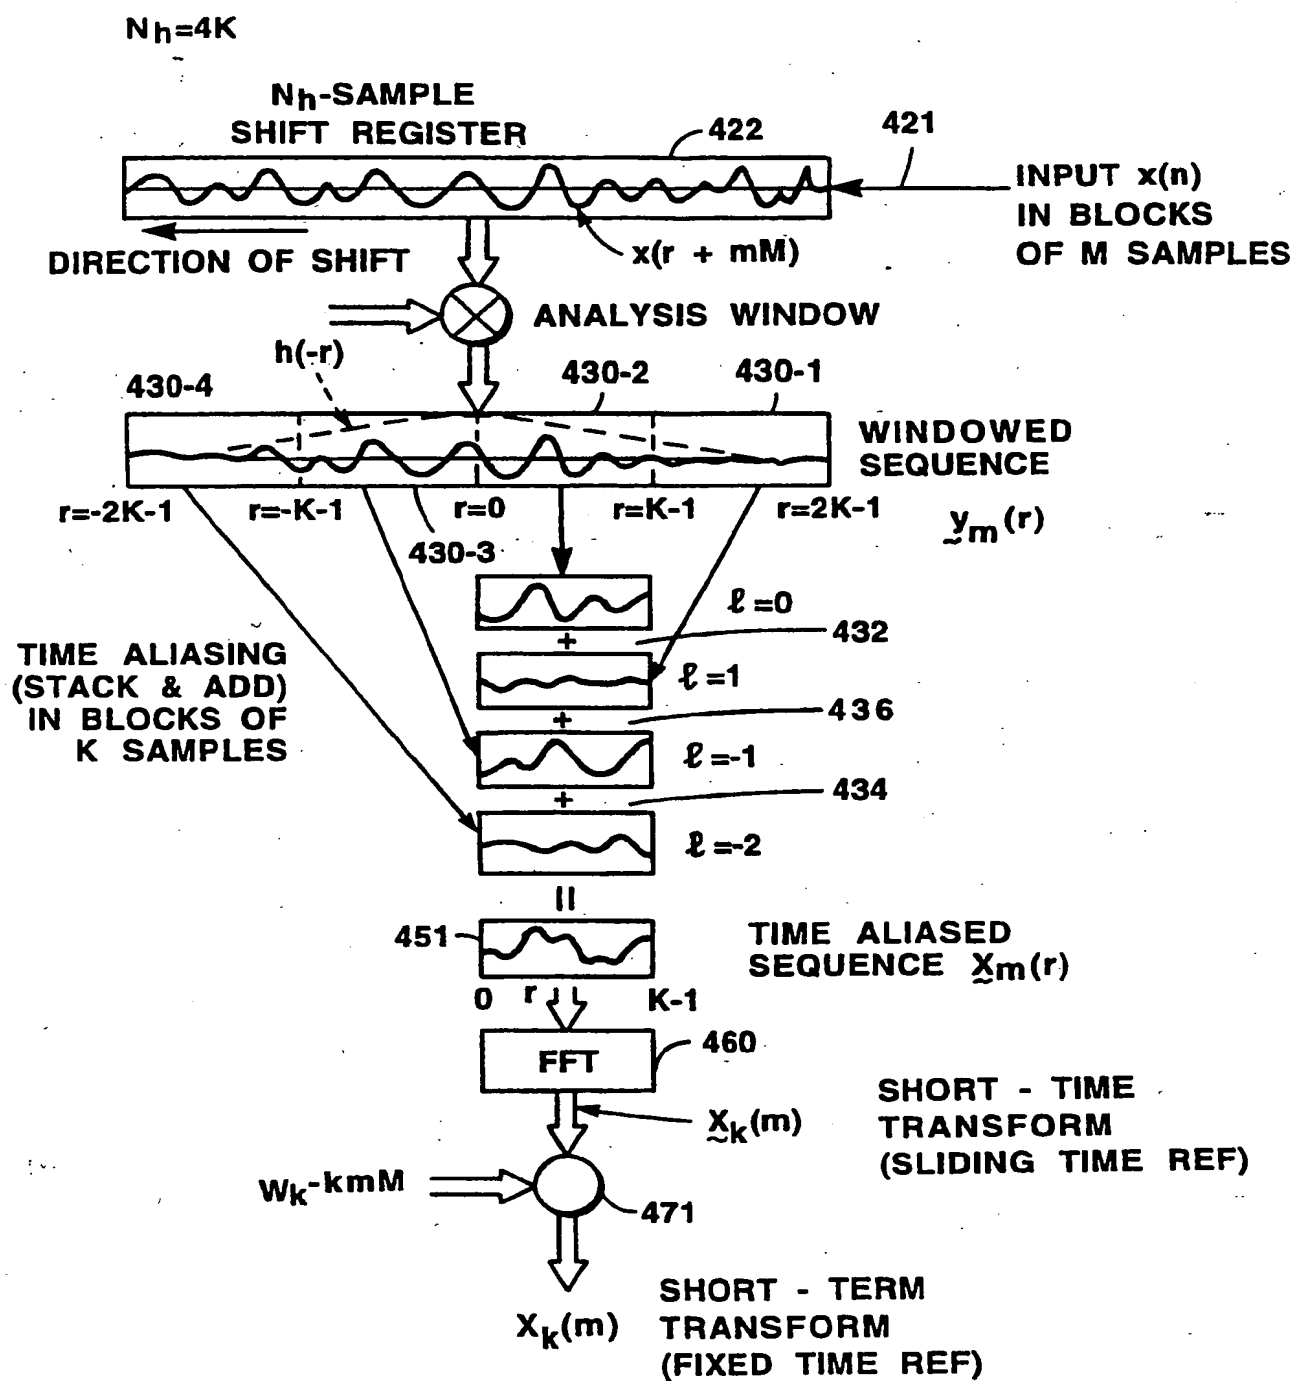 Nh=4K
Nh-SAMPLE
SHIFT REGISTER
422
421
INPUT x(n)
IN BLOCKS
OF M SAMPLES
DIRECTION OF SHIFT
x(r + mM)
ANALYSIS WINDOW
h(-r)
430-4
430-2
430-1
WINDOWED
SEQUENCE
r=-2K-1
r=-K-1
r=0
r=K-1
r=2K-1
ym(r)
430-3
ℓ=0
432
TIME ALIASING
(STACK & ADD)
IN BLOCKS OF
K SAMPLES
+
ℓ=1
436
+
ℓ=-1
434
+
ℓ=-2
=
451
TIME ALIASED
SEQUENCE Xm(r)
0
r
K-1
FFT
460
Xk(m)
SHORT - TIME
TRANSFORM
(SLIDING TIME REF)
Wk-kmM
471
Xk(m)
SHORT - TERM
TRANSFORM
(FIXED TIME REF)